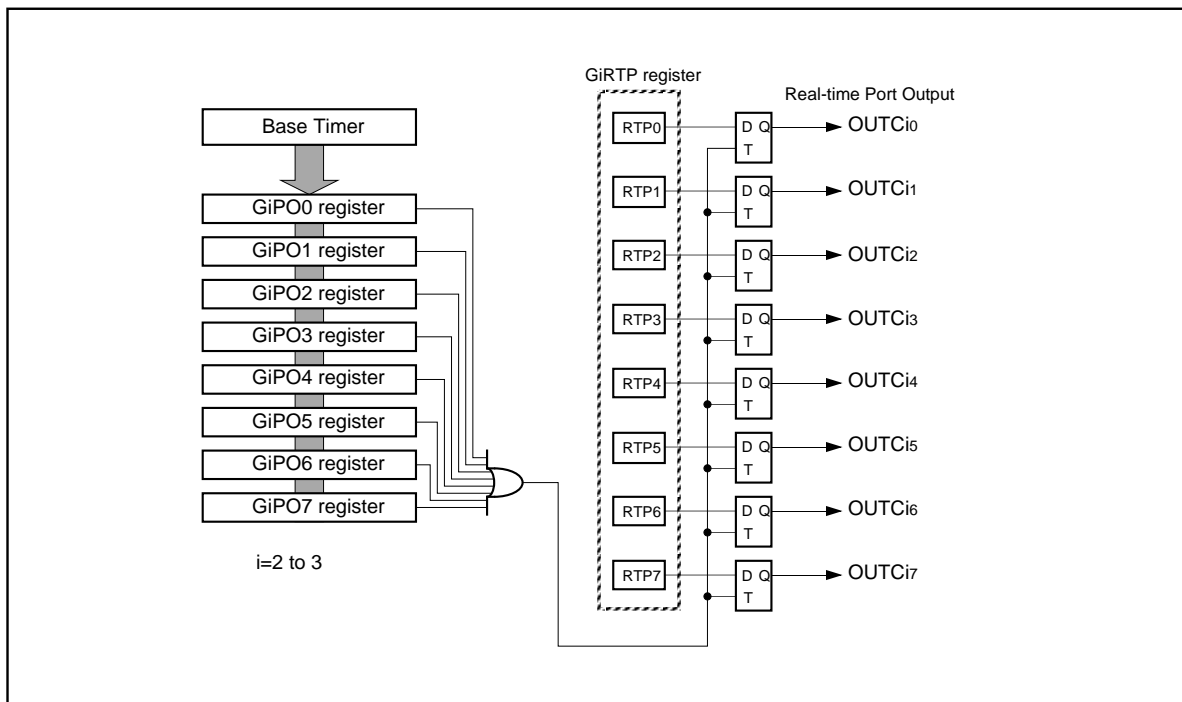 GiRTP register
Real-time Port Output
Base Timer
GiPO0 register
GiPO1 register
GiPO2 register
GiPO3 register
GiPO4 register
GiPO5 register
GiPO6 register
GiPO7 register
i=2 to 3
RTP0
D Q
T
OUTCi0
RTP1
D Q
T
OUTCi1
RTP2
D Q
T
OUTCi2
RTP3
D Q
T
OUTCi3
RTP4
D Q
T
OUTCi4
RTP5
D Q
T
OUTCi5
RTP6
D Q
T
OUTCi6
RTP7
D Q
T
OUTCi7